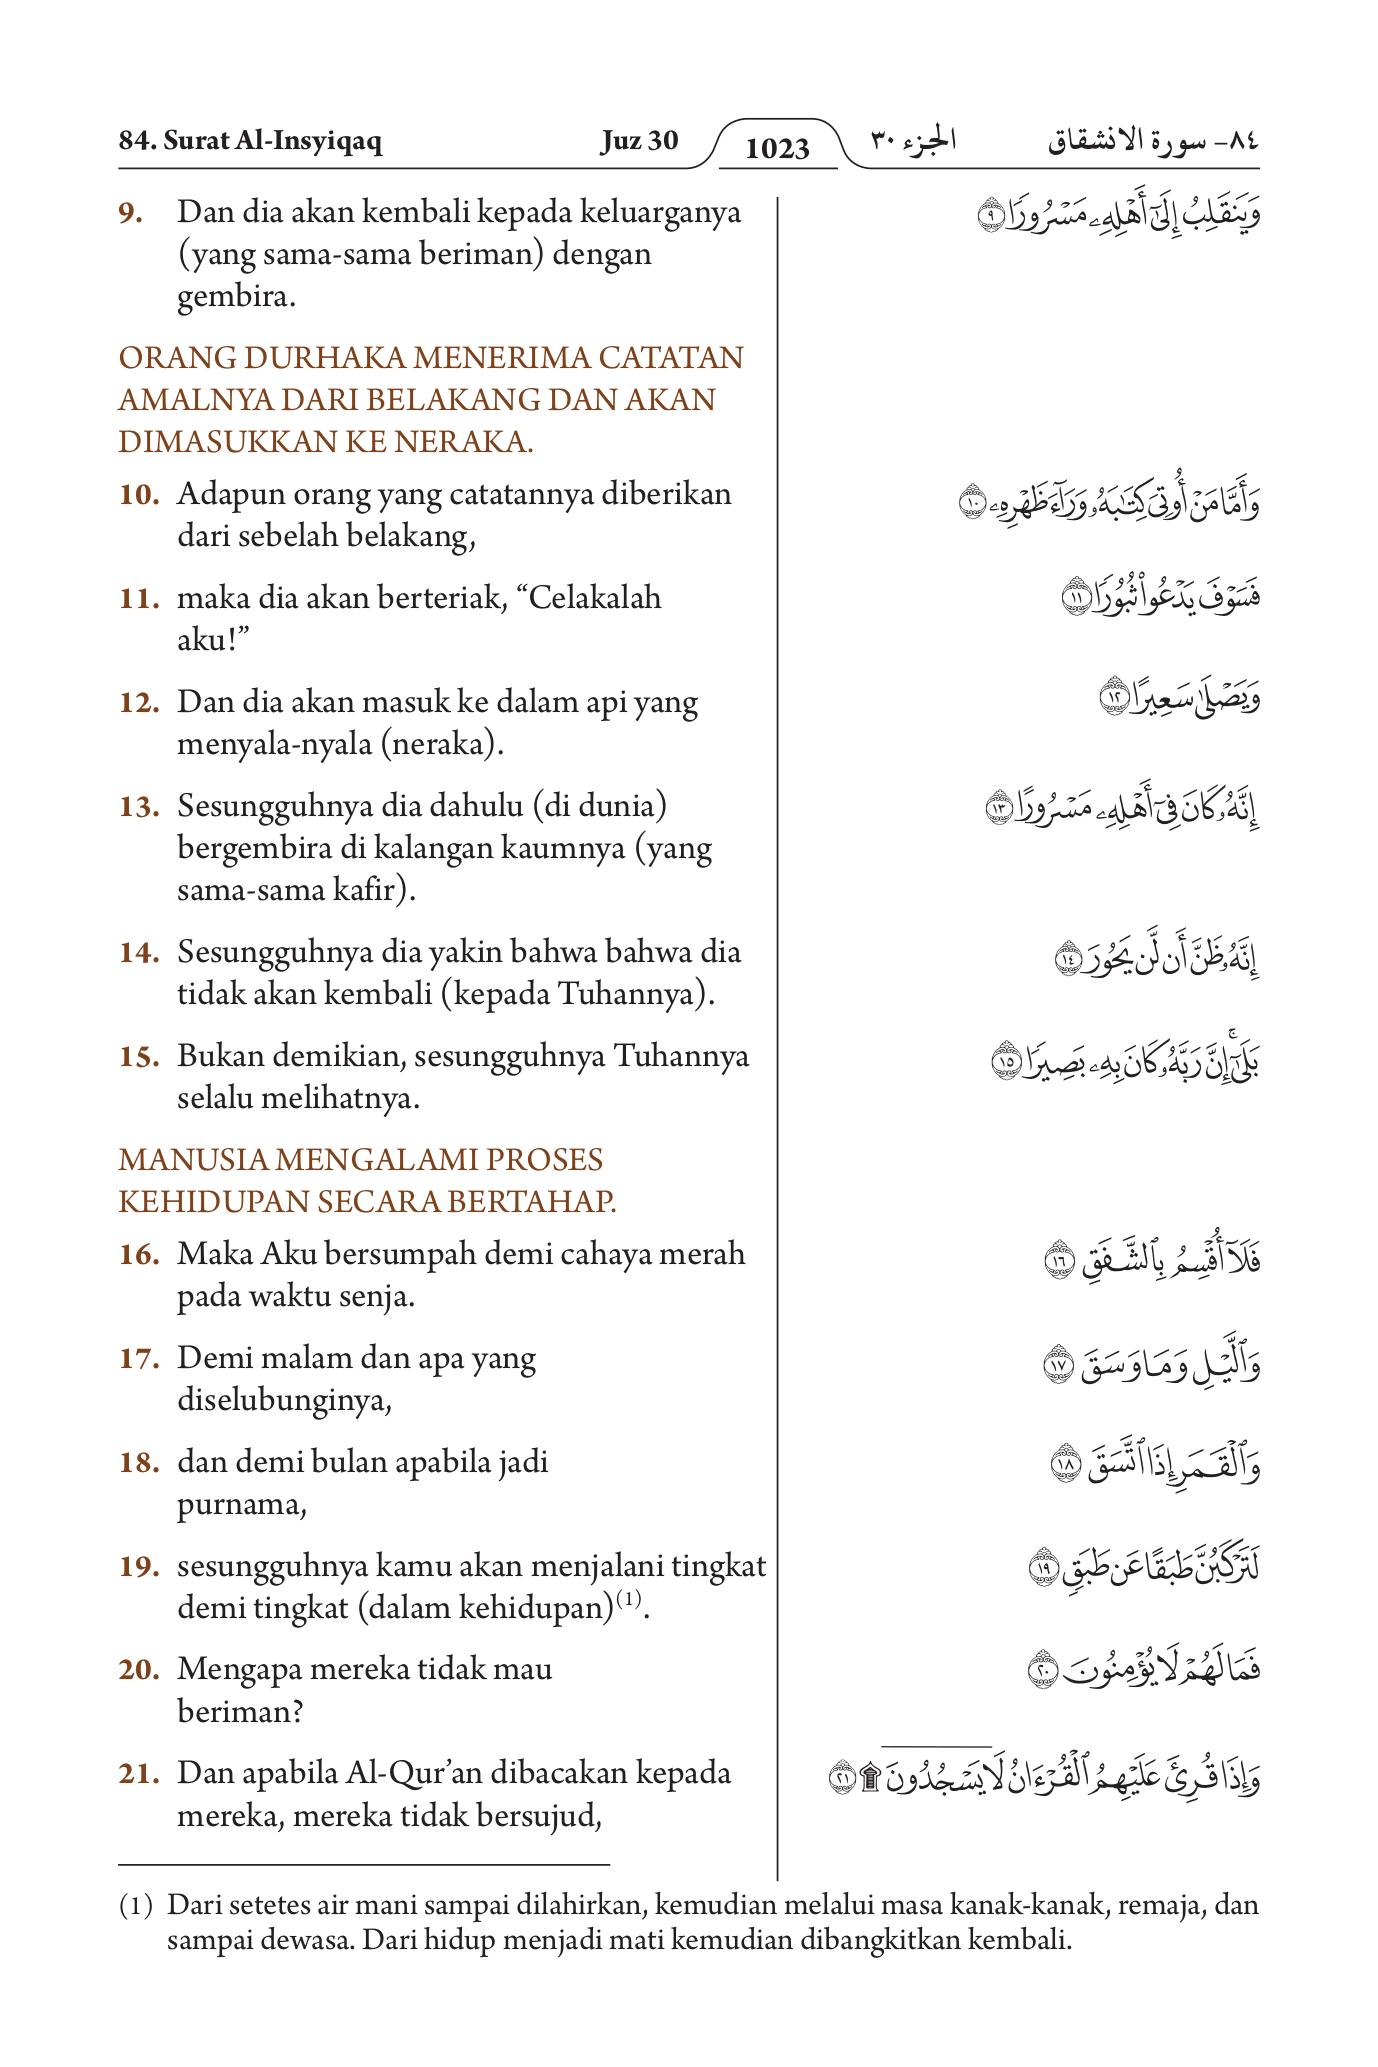 84. Surat Al-Insyiqaq Juz 30 1023 الجزء ٣٠ ٨٤- سورة الانشقاق
9. Dan dia akan kembali kepada keluarganya
(yang sama-sama beriman) dengan
gembira.
وَيَنقَلِبُ إِلَىٰٓ أَهْلِهِۦ مَسْرُورًا ٩
ORANG DURHAKA MENERIMA CATATAN
AMALNYA DARI BELAKANG DAN AKAN
DIMASUKKAN KE NERAKA.
10. Adapun orang yang catatannya diberikan
dari sebelah belakang,
وَأَمَّا مَنْ أُوتِىَ كِتَٰبَهُۥ وَرَآءَ ظَهْرِهِۦ ١٠
11. maka dia akan berteriak, “Celakalah
aku!”
فَسَوْفَ يَدْعُوا۟ ثُبُورًا ١١
12. Dan dia akan masuk ke dalam api yang
menyala-nyala (neraka).
وَيَصْلَىٰ سَعِيرًا ١٢
13. Sesungguhnya dia dahulu (di dunia)
bergembira di kalangan kaumnya (yang
sama-sama kafir).
إِنَّهُۥ كَانَ فِىٓ أَهْلِهِۦ مَسْرُورًا ١٣
14. Sesungguhnya dia yakin bahwa bahwa dia
tidak akan kembali (kepada Tuhannya).
إِنَّهُۥ ظَنَّ أَن لَّن يَحُورَ ١٤
15. Bukan demikian, sesungguhnya Tuhannya
selalu melihatnya.
بَلَىٰٓۚ إِنَّ رَبَّهُۥ كَانَ بِهِۦ بَصِيرًا ١٥
MANUSIA MENGALAMI PROSES
KEHIDUPAN SECARA BERTAHAP.
16. Maka Aku bersumpah demi cahaya merah
pada waktu senja.
فَلَآ أُقْسِمُ بِٱلشَّفَقِ ١٦
17. Demi malam dan apa yang
diselubunginya,
وَٱلَّيْلِ وَمَا وَسَقَ ١٧
18. dan demi bulan apabila jadi
purnama,
وَٱلْقَمَرِ إِذَا ٱتَّسَقَ ١٨
19. sesungguhnya kamu akan menjalani tingkat
demi tingkat (dalam kehidupan)(1).
لَتَرْكَبُنَّ طَبَقًا عَن طَبَقٍ ١٩
20. Mengapa mereka tidak mau
beriman?
فَمَا لَهُمْ لَا يُؤْمِنُونَ ٢٠
21. Dan apabila Al-Qur’an dibacakan kepada
mereka, mereka tidak bersujud,
وَإِذَا قُرِئَ عَلَيْهِمُ ٱلْقُرْءَانُ لَا يَسْجُدُونَ ۩ ٢١
(1) Dari setetes air mani sampai dilahirkan, kemudian melalui masa kanak-kanak, remaja, dan
sampai dewasa. Dari hidup menjadi mati kemudian dibangkitkan kembali.